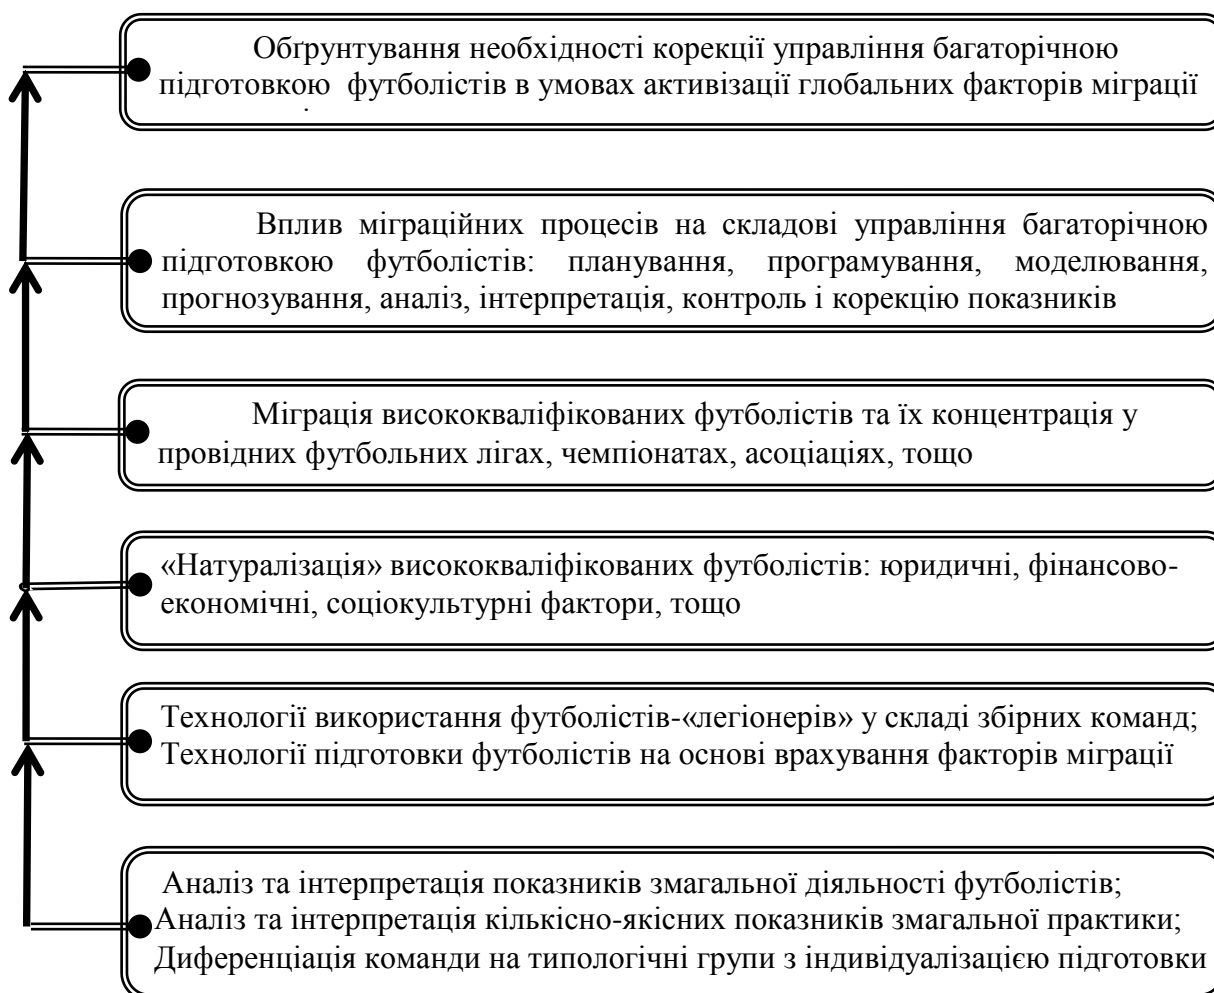 Обґрунтування необхідності корекції управління багаторічною
підготовкою футболістів в умовах активізації глобальних факторів міграції
Вплив міграційних процесів на складові управління багаторічною
підготовкою футболістів: планування, програмування, моделювання,
прогнозування, аналіз, інтерпретація, контроль і корекцію показників
Міграція висококваліфікованих футболістів та їх концентрація у
провідних футбольних лігах, чемпіонатах, асоціаціях, тощо
«Натуралізація» висококваліфікованих футболістів: юридичні, фінансово-
економічні, соціокультурні фактори, тощо
Технології використання футболістів-«легіонерів» у складі збірних команд;
Технології підготовки футболістів на основі врахування факторів міграції
Аналіз та інтерпретація показників змагальної діяльності футболістів;
Аналіз та інтерпретація кількісно-якісних показників змагальної практики;
Диференціація команди на типологічні групи з індивідуалізацією підготовки